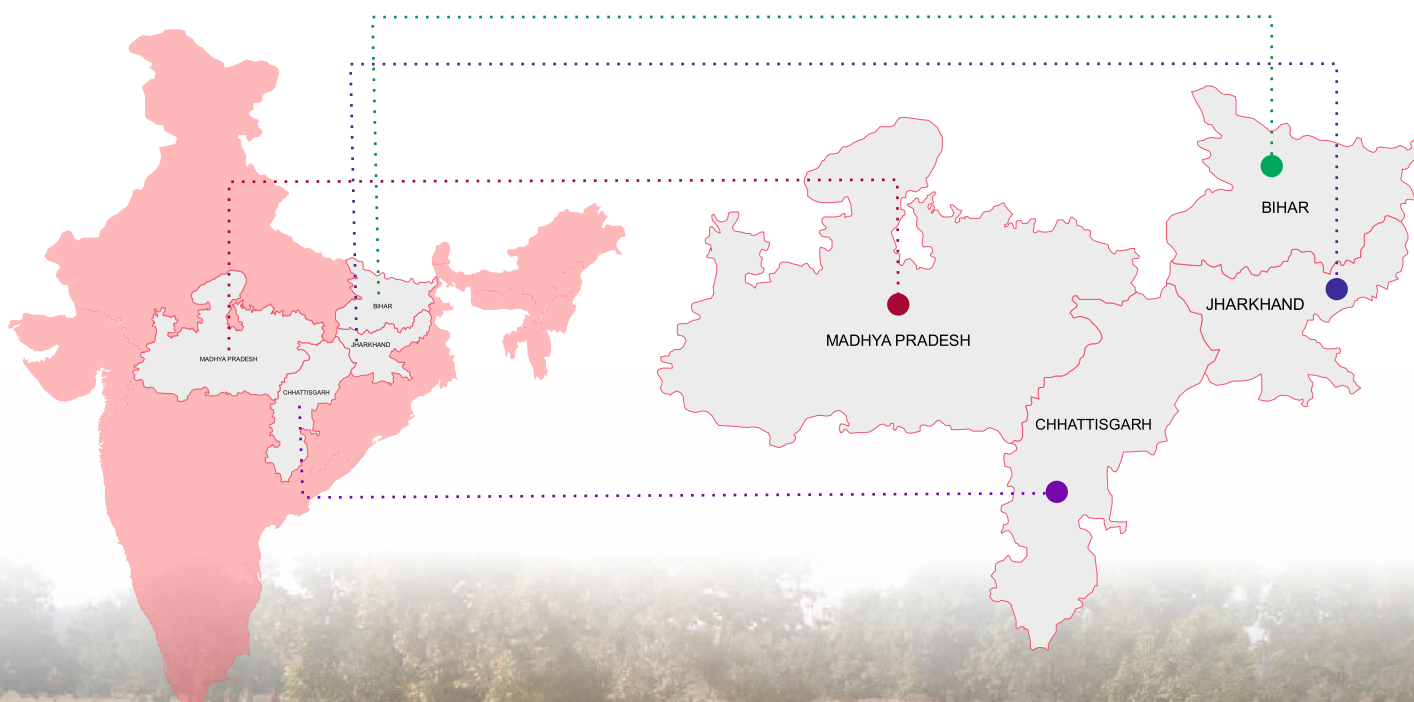 BIHAR
JHARKHAND
MADHYA PRADESH
CHHATTISGARH
BIHAR
JHARKHAND
MADHYA PRADESH
CHHATTISGARH